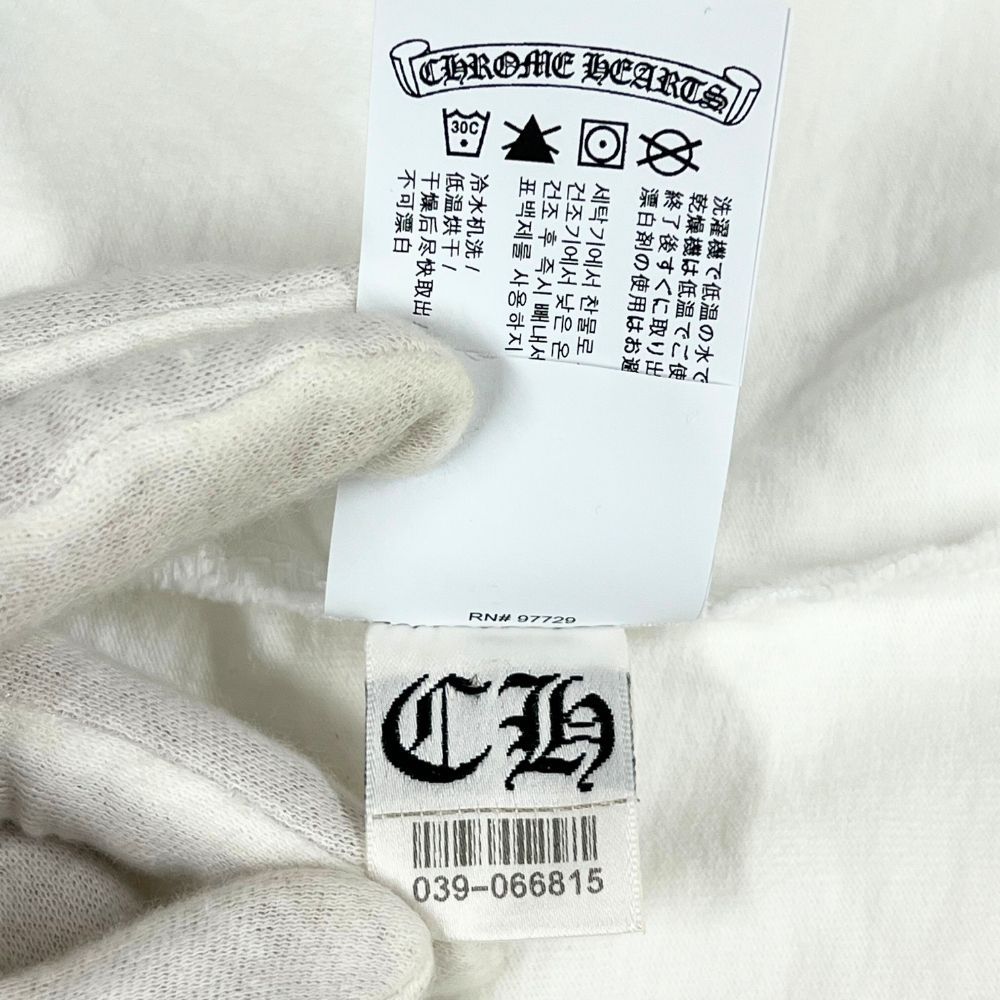 CHROME HEARTS
30C
洗濯機で低温の水で
乾燥機は低温でご使
終了後すぐに取り出
漂白剤の使用はお避
세탁기에서 찬물로
건조기에서 낮은 온
건조 후 즉시 빼내서
표백제를 사용하지
冷水机洗/
低温烘干/
干燥后尽快取出/
不可漂白
RN# 97729
CH
039-066815